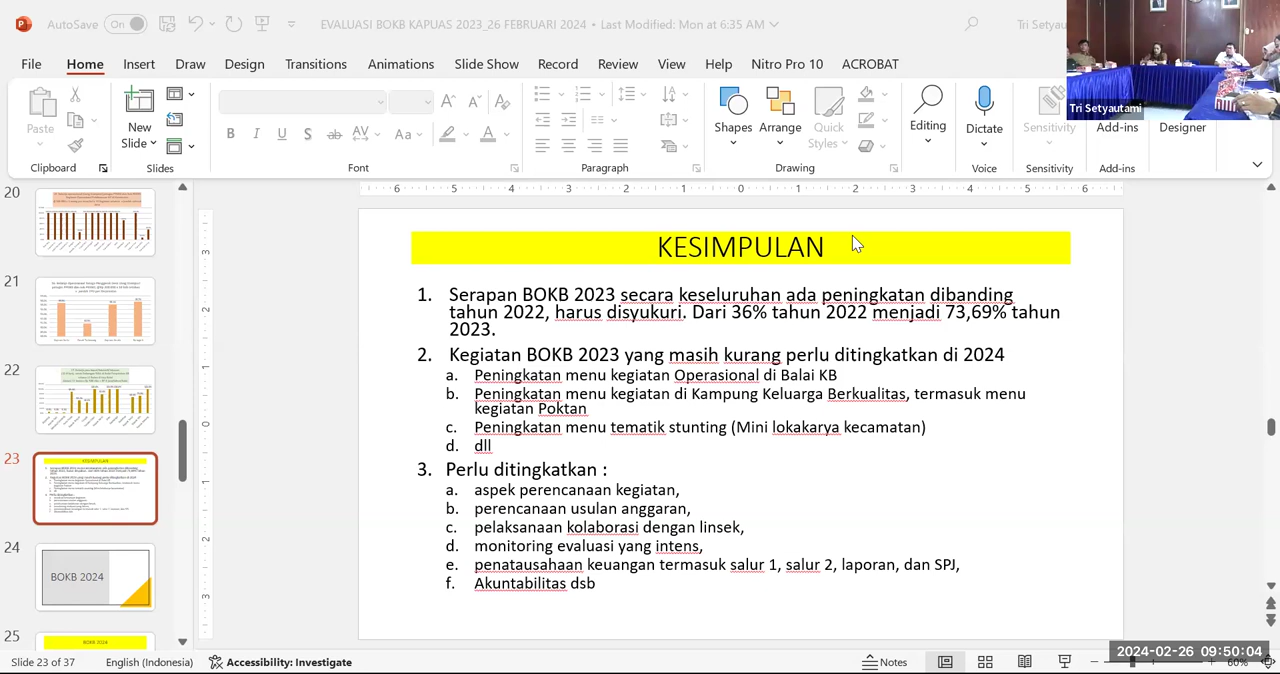 AutoSave On EVALUASI BOKB KAPUAS 2023_26 FEBRUARI 2024 • Last Modified: Mon at 6:35 AM Tri Setyau
File Home Insert Draw Design Transitions Animations Slide Show Record Review View Help Nitro Pro 10 ACROBAT
Tri Setyautami
Paste New Slide Shapes Arrange Quick Styles Editing Dictate Sensitivity Add-ins Designer
Clipboard Slides Font Paragraph Drawing Voice Sensitivity Add-ins
20
21
22
23
24
BOKB 2024
25
BOKB 2024
KESIMPULAN
1. Serapan BOKB 2023 secara keseluruhan ada peningkatan dibanding
tahun 2022, harus disyukuri. Dari 36% tahun 2022 menjadi 73,69% tahun
2023.
2. Kegiatan BOKB 2023 yang masih kurang perlu ditingkatkan di 2024
Peningkatan menu kegiatan Operasional di Balai KB
b. Peningkatan menu kegiatan di Kampung Keluarga Berkualitas, termasuk menu
kegiatan Poktan
c. Peningkatan menu tematik stunting (Mini lokakarya kecamatan)
d. dll
3. Perlu ditingkatkan :
a. aspek perencanaan kegiatan,
b. perencanaan usulan anggaran,
c. pelaksanaan kolaborasi dengan linsek,
d. monitoring evaluasi yang intens,
e. penatausahaan keuangan termasuk salur 1, salur 2, laporan, dan SPJ,
f. Akuntabilitas dsb
2024-02-26 09:50:04
Slide 23 of 37 English (Indonesia) Accessibility: Investigate Notes 60%